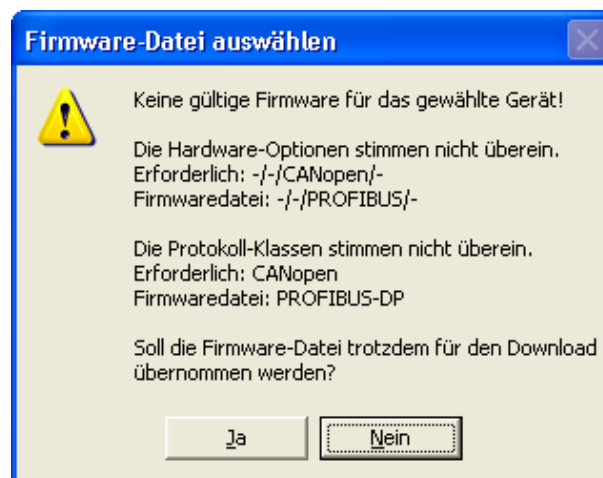 Firmware-Datei auswählen
Keine gültige Firmware für das gewählte Gerät!
Die Hardware-Optionen stimmen nicht überein.
Erforderlich: -/-/CANopen/-
Firmwaredatei: -/-/PROFIBUS/-
Die Protokoll-Klassen stimmen nicht überein.
Erforderlich: CANopen
Firmwaredatei: PROFIBUS-DP
Soll die Firmware-Datei trotzdem für den Download
übernommen werden?
Ja
Nein